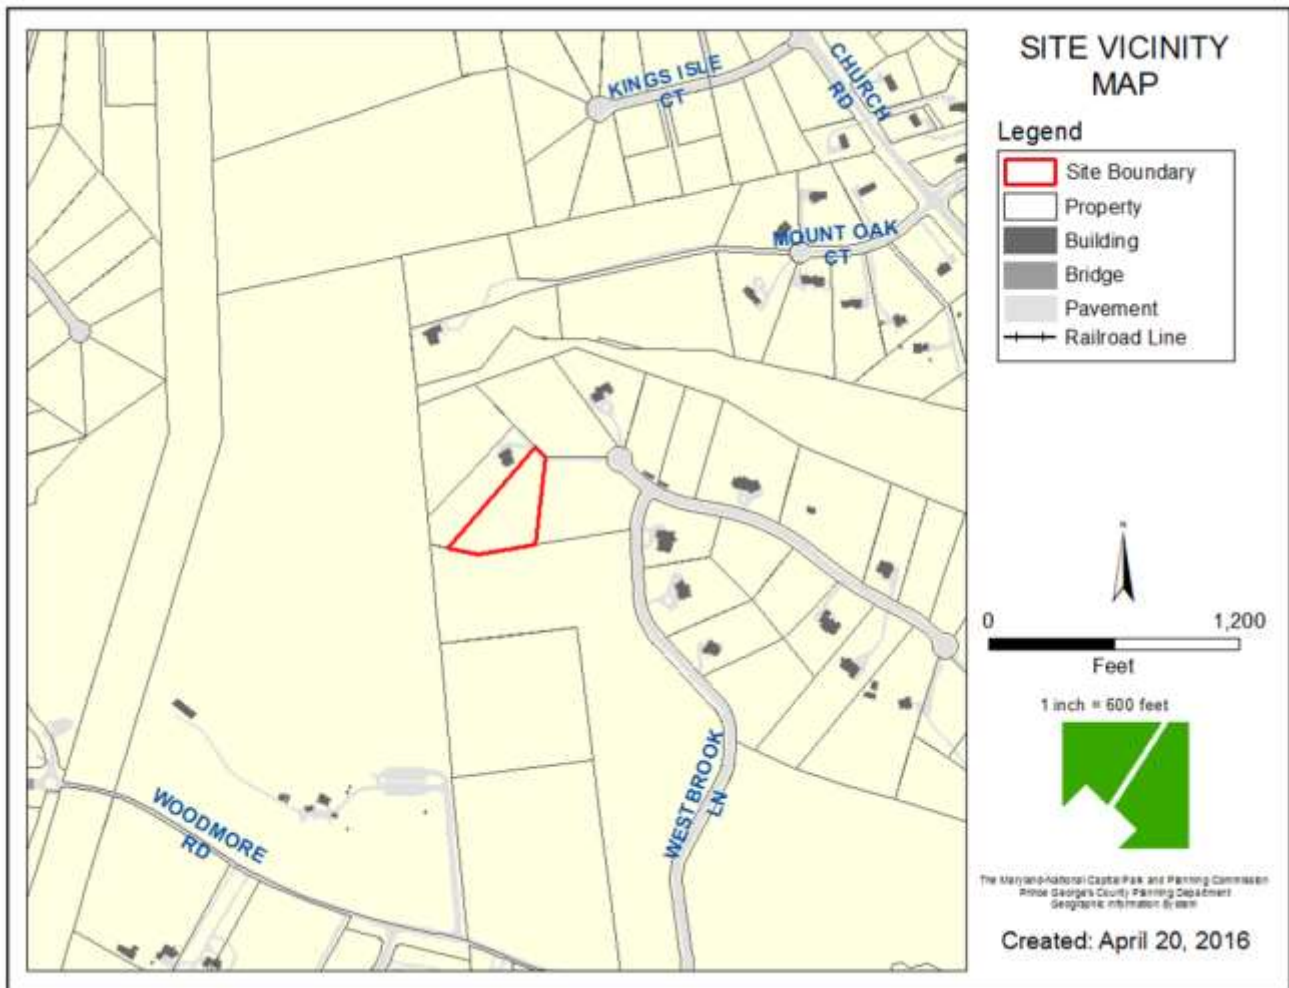 SITE VICINITY
MAP
Legend
Site Boundary
Property
Building
Bridge
Pavement
Railroad Line
KINGS ISLE
CT
CHURCH
RD
MOUNT OAK
CT
WOODMORE
RD
WESTBROOK
LN
N
0 1,200
Feet
1 inch = 600 feet
The Maryland-National Capital Park and Planning Commission
Prince George's County Planning Department
Geographic Information System
Created: April 20, 2016